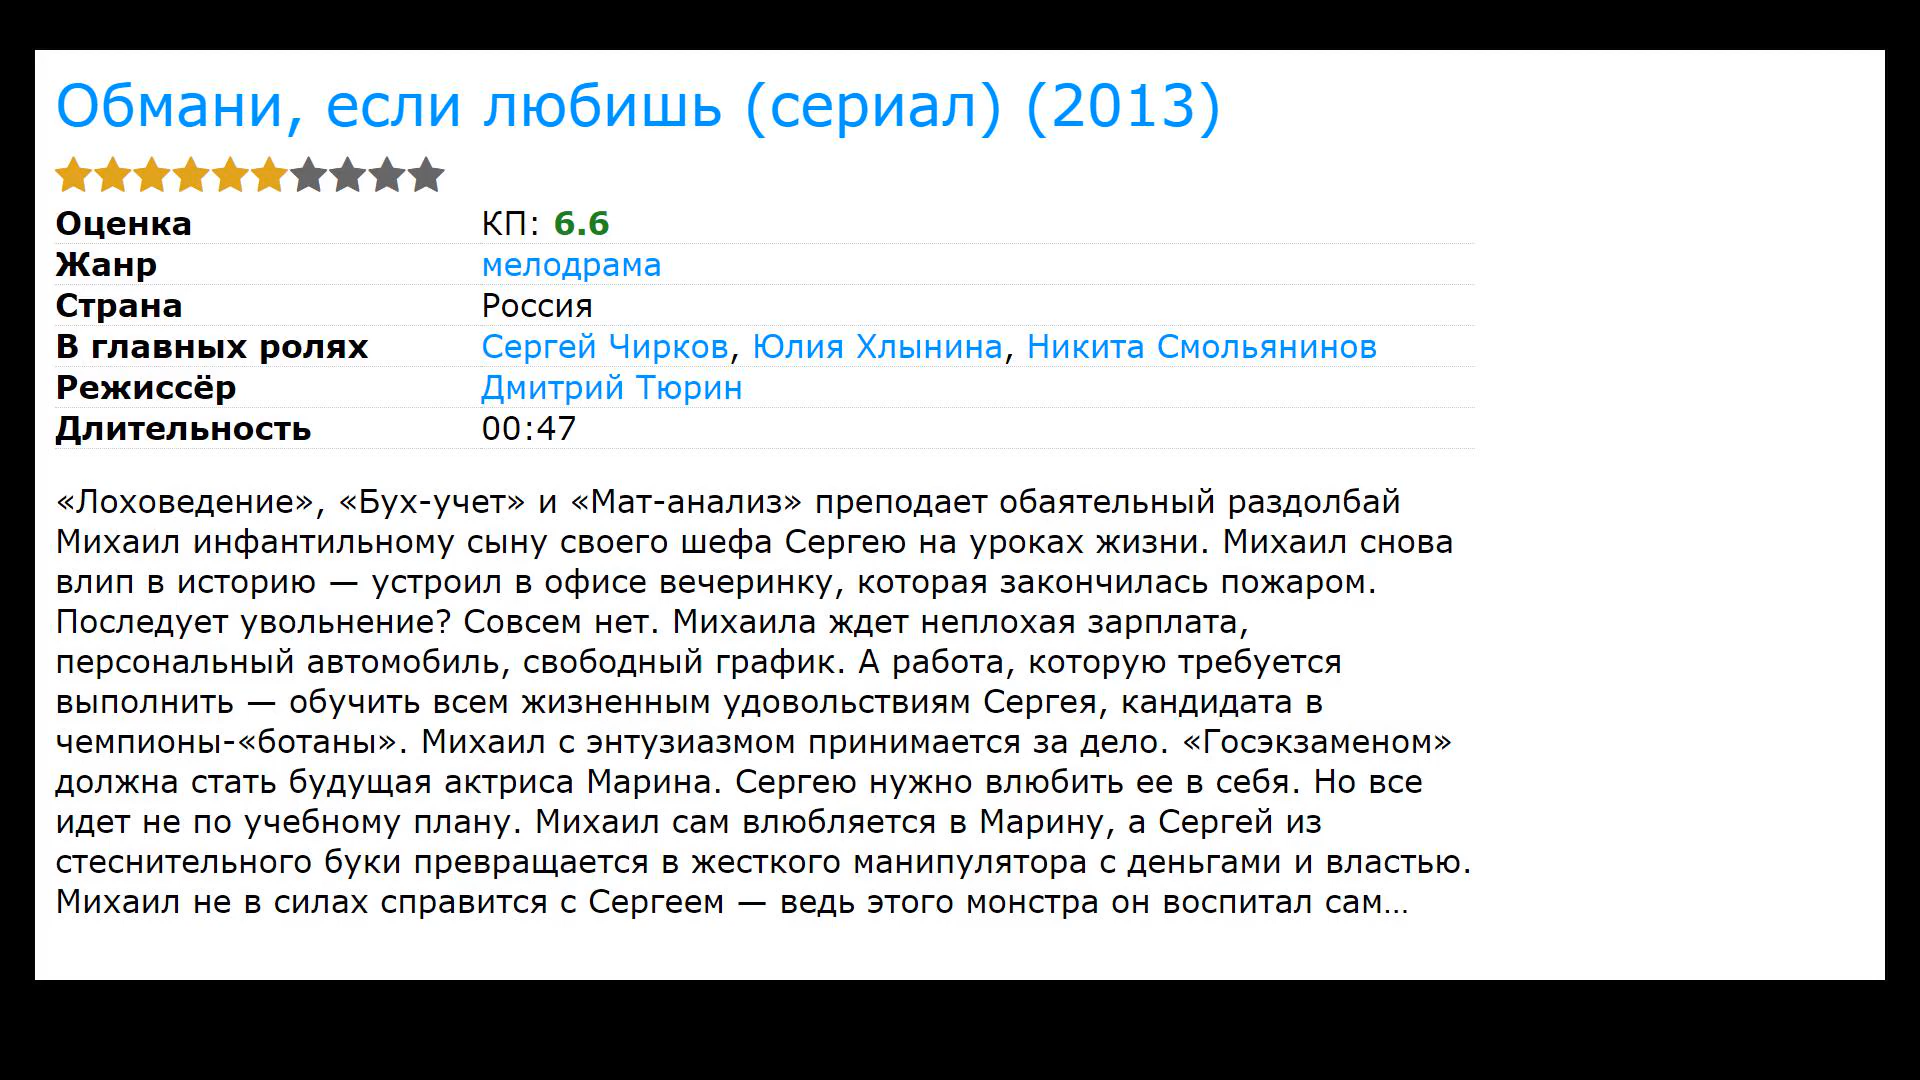 Обмани, если любишь (сериал) (2013)
Оценка КП: 6.6
Жанр мелодрама
Страна Россия
В главных ролях Сергей Чирков, Юлия Хлынина, Никита Смольянинов
Режиссёр Дмитрий Тюрин
Длительность 00:47
«Лоховедение», «Бух-учет» и «Мат-анализ» преподает обаятельный раздолбай
Михаил инфантильному сыну своего шефа Сергею на уроках жизни. Михаил снова
влип в историю — устроил в офисе вечеринку, которая закончилась пожаром.
Последует увольнение? Совсем нет. Михаила ждет неплохая зарплата,
персональный автомобиль, свободный график. А работа, которую требуется
выполнить — обучить всем жизненным удовольствиям Сергея, кандидата в
чемпионы-«ботаны». Михаил с энтузиазмом принимается за дело. «Госэкзаменом»
должна стать будущая актриса Марина. Сергею нужно влюбить ее в себя. Но все
идет не по учебному плану. Михаил сам влюбляется в Марину, а Сергей из
стеснительного буки превращается в жесткого манипулятора с деньгами и властью.
Михаил не в силах справится с Сергеем — ведь этого монстра он воспитал сам…